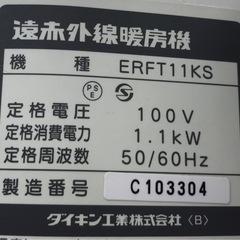 遠赤外線暖房機
機種 ERFT11KS
PS E S
定格電圧 100V
定格消費電力 1.1kW
定格周波数 50/60Hz
製造番号 C103304
ダイキン工業株式会社 〈B〉